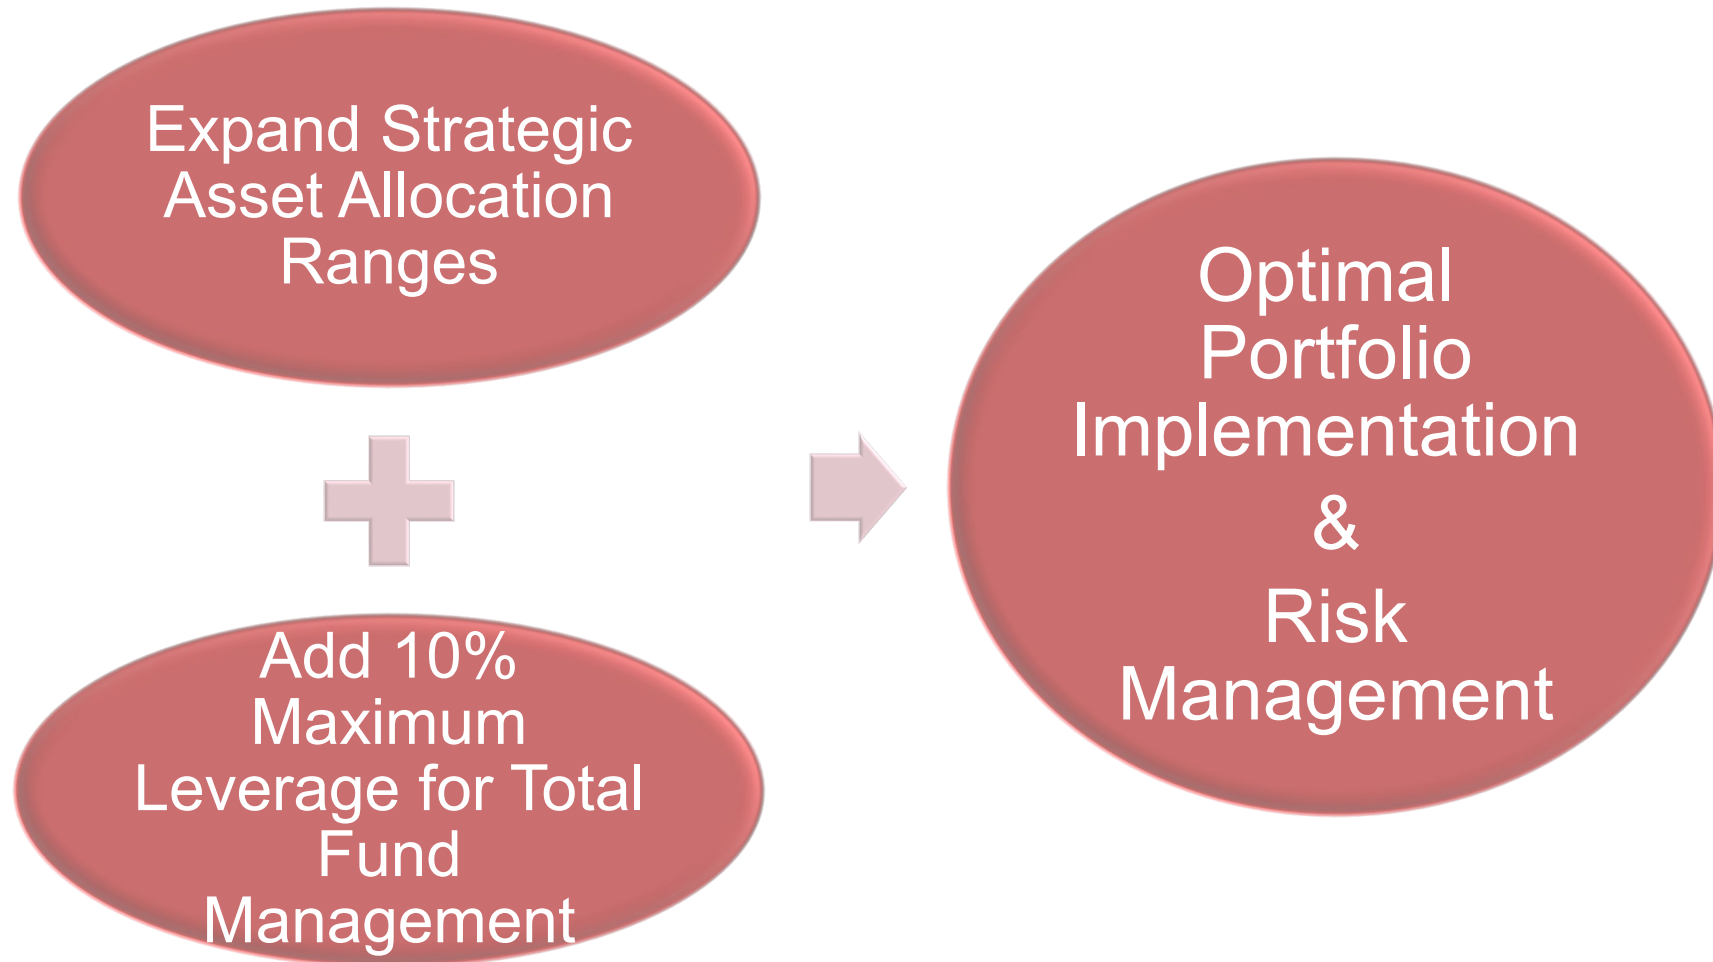 Expand Strategic
Asset Allocation
Ranges
Add 10%
Maximum
Leverage for Total
Fund
Management
Optimal
Portfolio
Implementation
&
Risk
Management